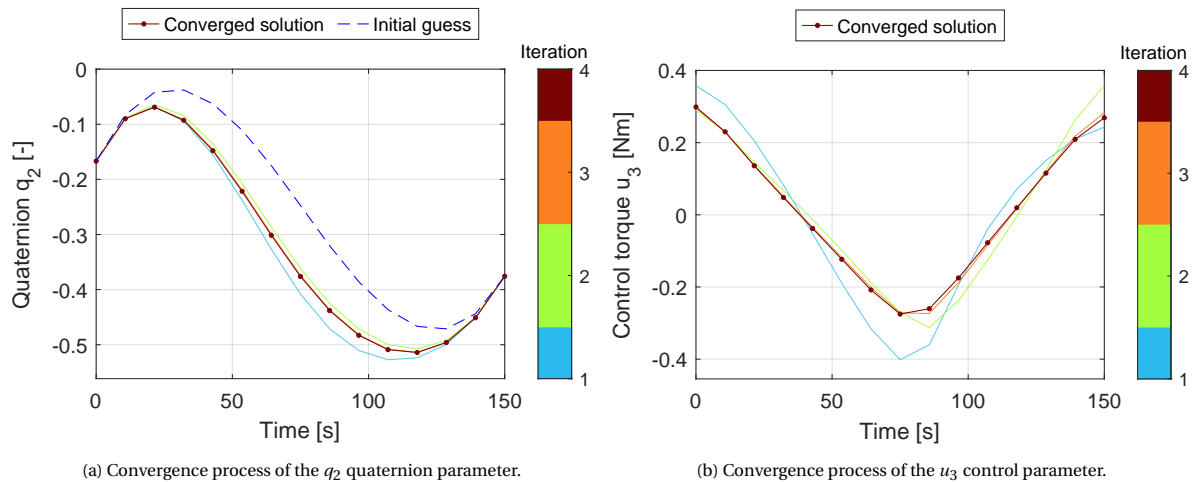 Converged solution
Initial guess
Iteration
0
-0.1
-0.2
-0.3
-0.4
-0.5
Quaternion q2 [-]
0
50
100
150
Time [s]
4
3
2
1
(a) Convergence process of the q2 quaternion parameter.
Converged solution
Iteration
0.4
0.2
0
-0.2
-0.4
Control torque u3 [Nm]
0
50
100
150
Time [s]
4
3
2
1
(b) Convergence process of the u3 control parameter.